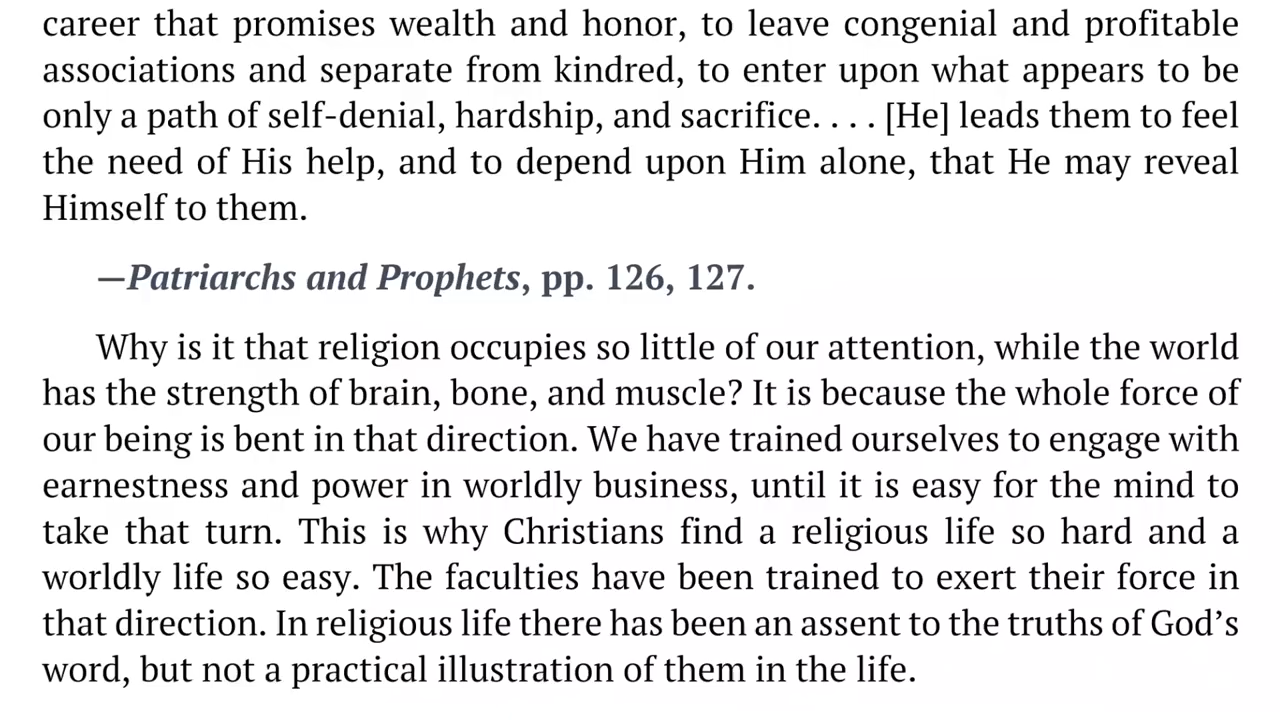 career that promises wealth and honor, to leave congenial and profitable
associations and separate from kindred, to enter upon what appears to be
only a path of self-denial, hardship, and sacrifice. . . . [He] leads them to feel
the need of His help, and to depend upon Him alone, that He may reveal
Himself to them.
—Patriarchs and Prophets, pp. 126, 127.
Why is it that religion occupies so little of our attention, while the world
has the strength of brain, bone, and muscle? It is because the whole force of
our being is bent in that direction. We have trained ourselves to engage with
earnestness and power in worldly business, until it is easy for the mind to
take that turn. This is why Christians find a religious life so hard and a
worldly life so easy. The faculties have been trained to exert their force in
that direction. In religious life there has been an assent to the truths of God’s
word, but not a practical illustration of them in the life.